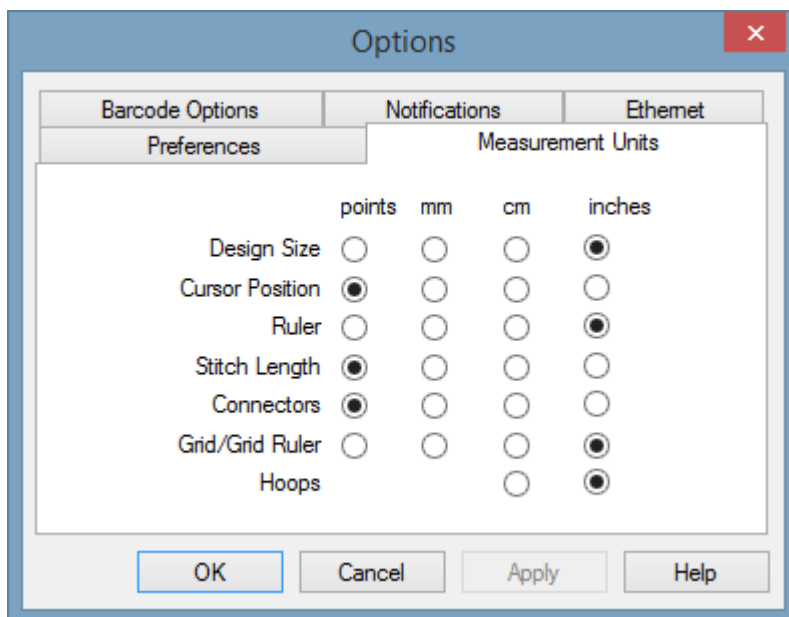 Options
Barcode Options Notifications Ethernet
Preferences Measurement Units
points mm cm inches
Design Size
Cursor Position
Ruler
Stitch Length
Connectors
Grid/Grid Ruler
Hoops
OK Cancel Apply Help